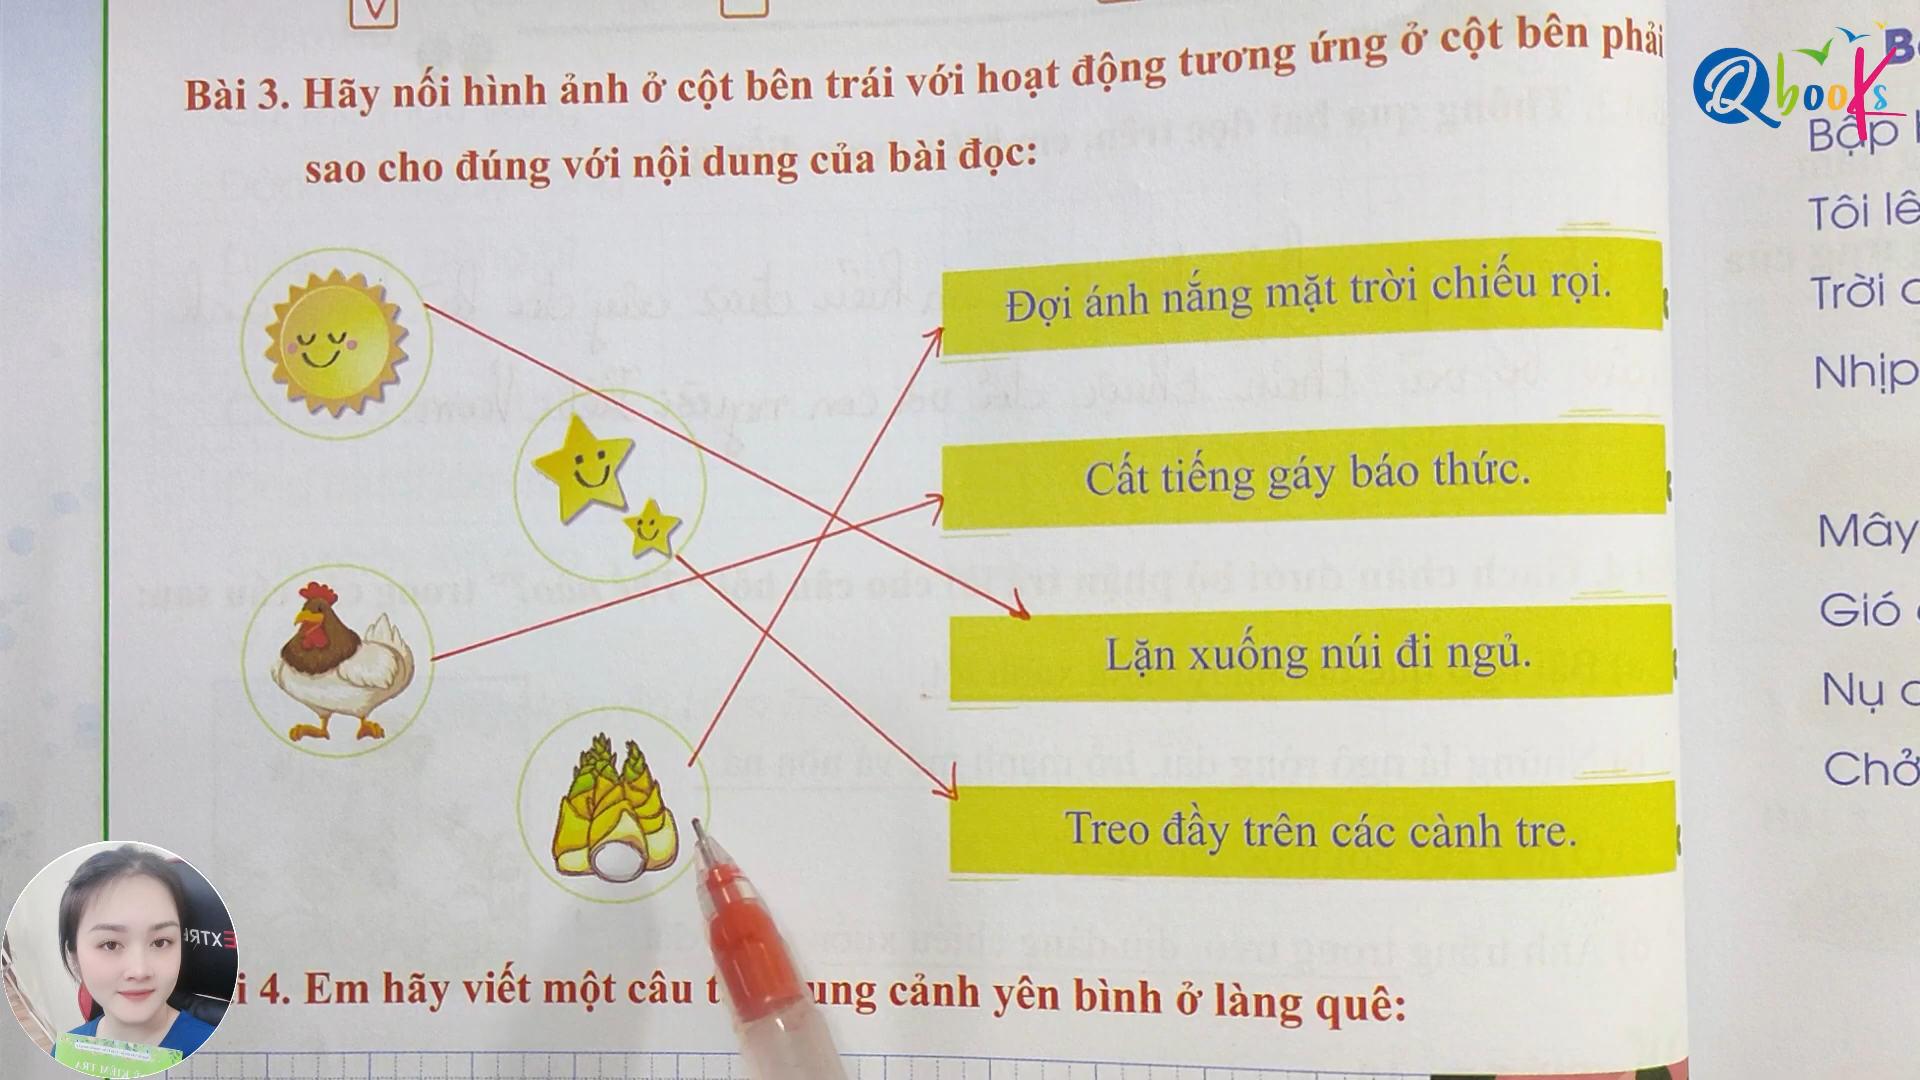 Bài 3. Hãy nối hình ảnh ở cột bên trái với hoạt động tương ứng ở cột bên phải
sao cho đúng với nội dung của bài đọc:
Đợi ánh nắng mặt trời chiếu rọi.
Cất tiếng gáy báo thức.
Lặn xuống núi đi ngủ.
Treo đầy trên các cành tre.
4. Em hãy viết một câu cảnh yên bình ở làng quê:
Qbooks
Bập
Tôi
Trời
Nhịp
Mây
Gió
Nụ